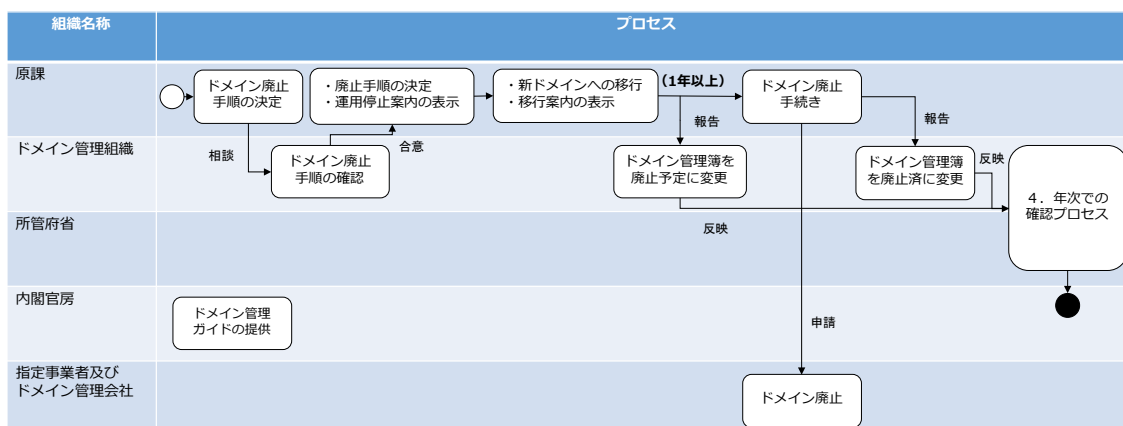 組織名称
プロセス
原課
ドメイン廃止
手順の決定
・廃止手順の決定
・運用停止案内の表示
・新ドメインへの移行
・移行案内の表示
(1年以上)
ドメイン廃止
手続き
相談
合意
報告
報告
ドメイン管理組織
ドメイン廃止
手順の確認
ドメイン管理簿を
廃止予定に変更
ドメイン管理簿
を廃止済に変更
反映
4．年次での
確認プロセス
所管府省
反映
内閣官房
ドメイン管理
ガイドの提供
申請
指定事業者及び
ドメイン管理会社
ドメイン廃止